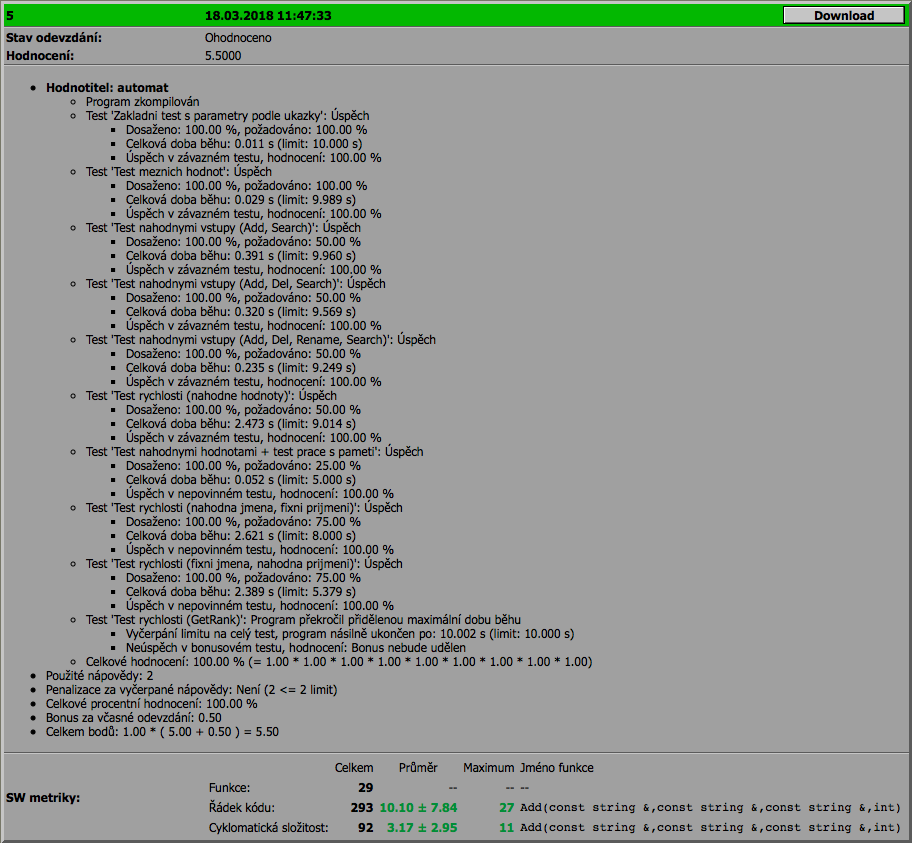 5 18.03.2018 11:47:33 Download
Stav odevzdání: Ohodnoceno
Hodnocení: 5.5000
Hodnotitel: automat
Program zkompilován
Test 'Zakladni test s parametry podle ukazky': Úspěch
Dosaženo: 100.00 %, požadováno: 100.00 %
Celková doba běhu: 0.011 s (limit: 10.000 s)
Úspěch v závazném testu, hodnocení: 100.00 %
Test 'Test meznich hodnot': Úspěch
Dosaženo: 100.00 %, požadováno: 100.00 %
Celková doba běhu: 0.029 s (limit: 9.989 s)
Úspěch v závazném testu, hodnocení: 100.00 %
Test 'Test nahodnymi vstupy (Add, Search)': Úspěch
Dosaženo: 100.00 %, požadováno: 50.00 %
Celková doba běhu: 0.391 s (limit: 9.960 s)
Úspěch v závazném testu, hodnocení: 100.00 %
Test 'Test nahodnymi vstupy (Add, Del, Search)': Úspěch
Dosaženo: 100.00 %, požadováno: 50.00 %
Celková doba běhu: 0.320 s (limit: 9.569 s)
Úspěch v závazném testu, hodnocení: 100.00 %
Test 'Test nahodnymi vstupy (Add, Del, Rename, Search)': Úspěch
Dosaženo: 100.00 %, požadováno: 50.00 %
Celková doba běhu: 0.235 s (limit: 9.249 s)
Úspěch v závazném testu, hodnocení: 100.00 %
Test 'Test rychlosti (nahodne hodnoty)': Úspěch
Dosaženo: 100.00 %, požadováno: 50.00 %
Celková doba běhu: 2.473 s (limit: 9.014 s)
Úspěch v závazném testu, hodnocení: 100.00 %
Test 'Test nahodnymi hodnotami + test prace s pameti': Úspěch
Dosaženo: 100.00 %, požadováno: 25.00 %
Celková doba běhu: 0.052 s (limit: 5.000 s)
Úspěch v nepovinném testu, hodnocení: 100.00 %
Test 'Test rychlosti (nahodna jmena, fixni prijmeni)': Úspěch
Dosaženo: 100.00 %, požadováno: 75.00 %
Celková doba běhu: 2.621 s (limit: 8.000 s)
Úspěch v nepovinném testu, hodnocení: 100.00 %
Test 'Test rychlosti (fixni jmena, nahodna prijmeni)': Úspěch
Dosaženo: 100.00 %, požadováno: 75.00 %
Celková doba běhu: 2.389 s (limit: 5.379 s)
Úspěch v nepovinném testu, hodnocení: 100.00 %
Test 'Test rychlosti (GetRank)': Program překročil přidělenou maximální dobu běhu
Vyčerpání limitu na celý test, program násilně ukončen po: 10.002 s (limit: 10.000 s)
Neúspěch v bonusovém testu, hodnocení: Bonus nebude udělen
Celkové hodnocení: 100.00 % (= 1.00 * 1.00 * 1.00 * 1.00 * 1.00 * 1.00 * 1.00 * 1.00 * 1.00)
Použité nápovědy: 2
Penalizace za vyčerpané nápovědy: Není (2 <= 2 limit)
Celkové procentní hodnocení: 100.00 %
Bonus za včasné odevzdání: 0.50
Celkem bodů: 1.00 * ( 5.00 + 0.50 ) = 5.50
SW metriky:
Celkem Průměr Maximum Jméno funkce
Funkce: 29 -- -- --
Řádek kódu: 293 10.10 ± 7.84 27 Add(const string &,const string &,const string &,int)
Cyklomatická složitost: 92 3.17 ± 2.95 11 Add(const string &,const string &,const string &,int)